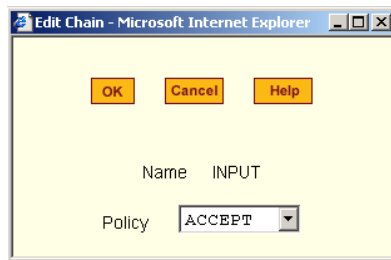 Edit Chain - Microsoft Internet Explorer
OK Cancel Help
Name INPUT
Policy ACCEPT